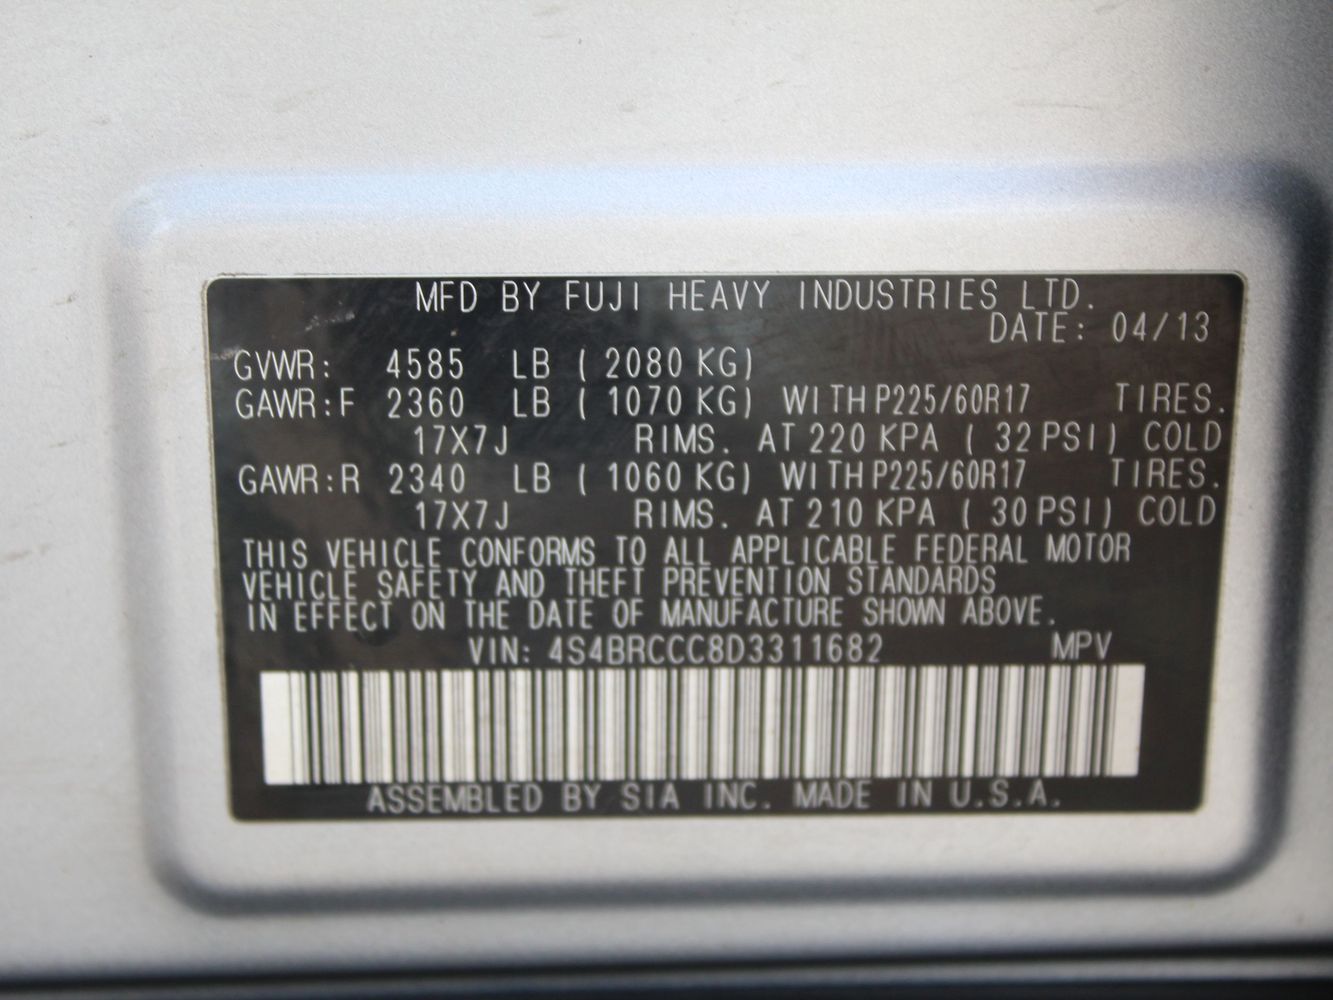 MFD BY FUJI HEAVY INDUSTRIES LTD.
DATE: 04/13
GVWR: 4585 LB ( 2080 KG)
GAWR:F 2360 LB ( 1070 KG) WITH P225/60R17 TIRES.
17X7J RIMS. AT 220 KPA ( 32 PSI) COLD
GAWR:R 2340 LB ( 1060 KG) WITH P225/60R17 TIRES.
17X7J RIMS. AT 210 KPA ( 30 PSI) COLD
THIS VEHICLE CONFORMS TO ALL APPLICABLE FEDERAL MOTOR
VEHICLE SAFETY AND THEFT PREVENTION STANDARDS
IN EFFECT ON THE DATE OF MANUFACTURE SHOWN ABOVE.
VIN: 4S4BRCCC8D3311682 MPV
ASSEMBLED BY SIA INC. MADE IN U.S.A.